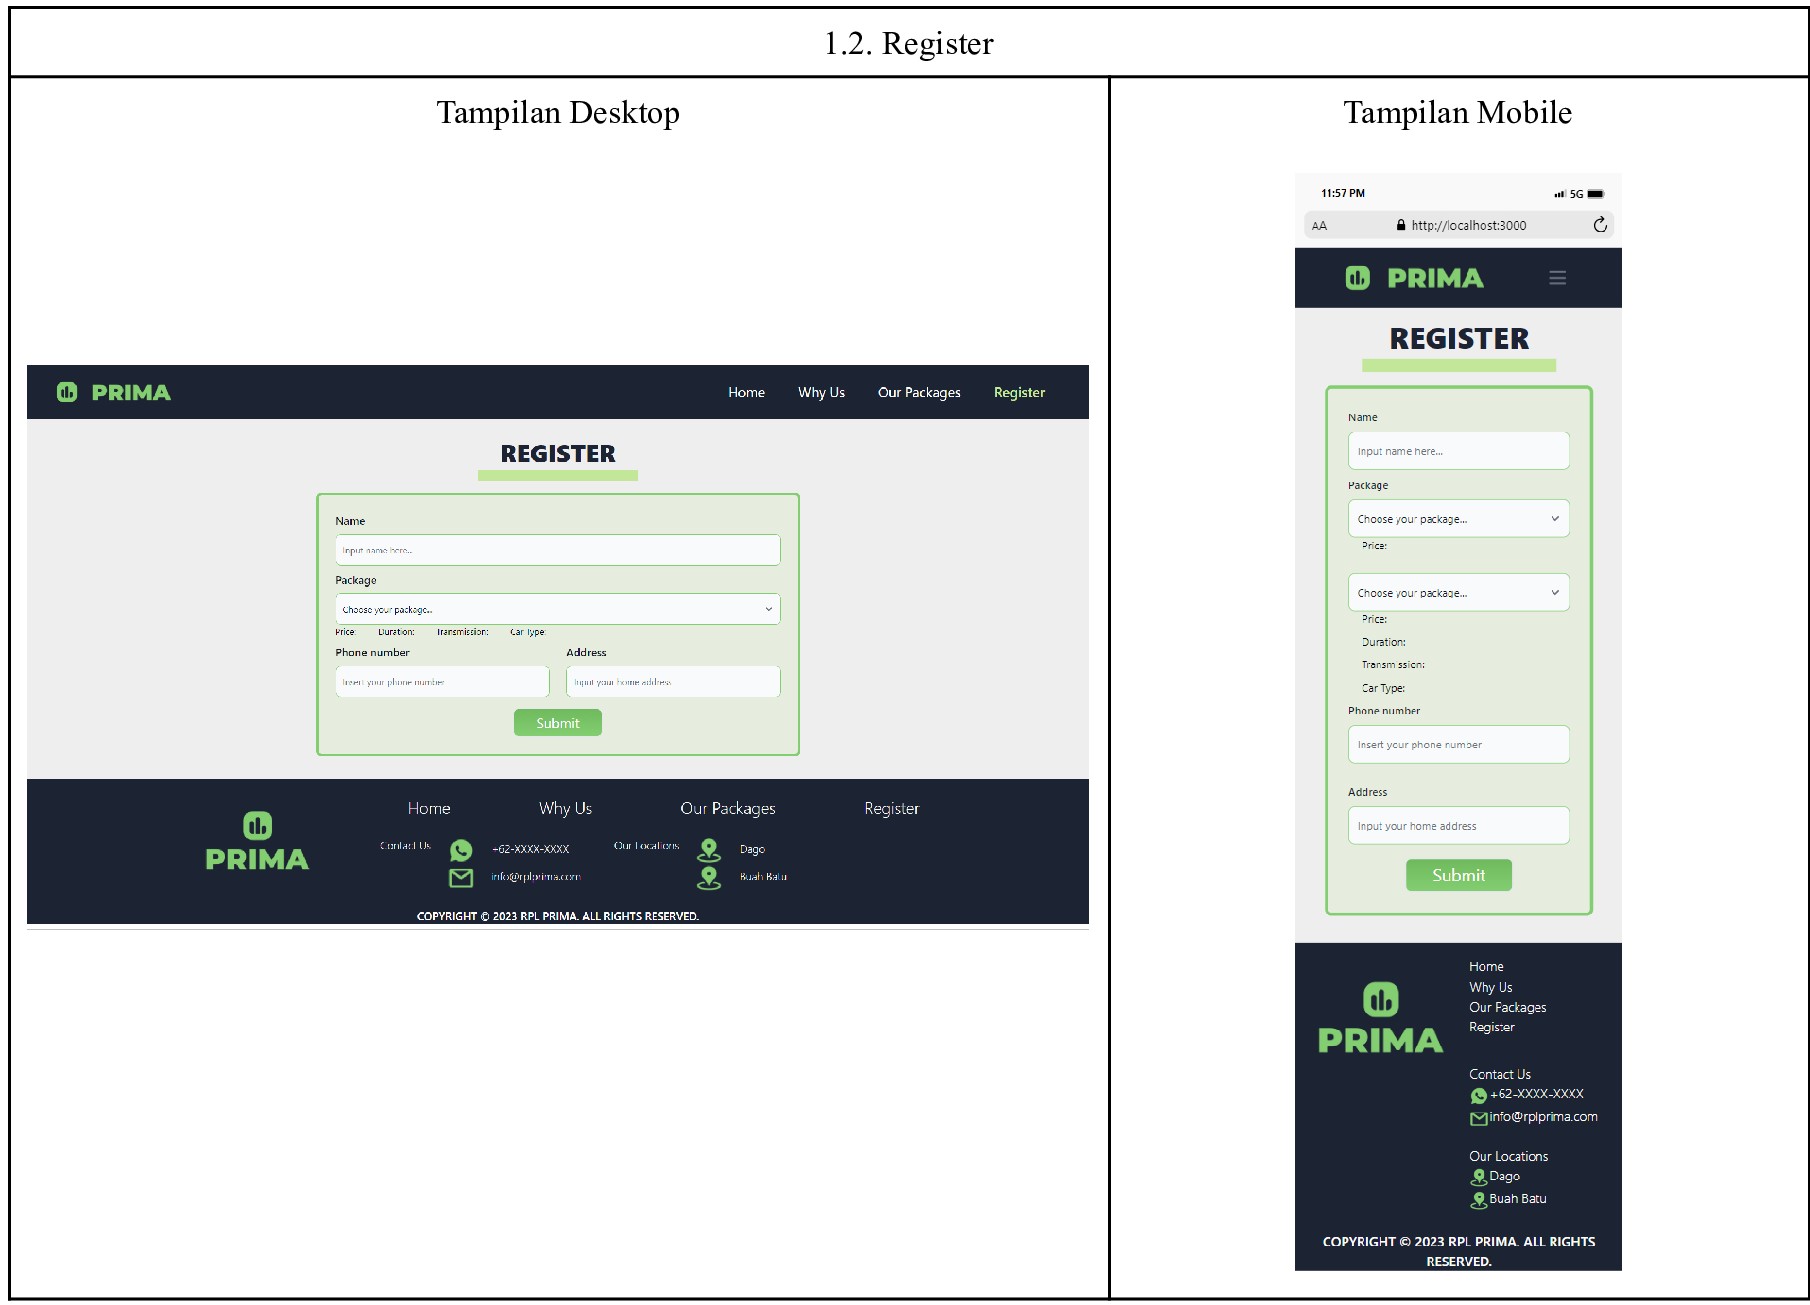 1.2. Register
Tampilan Desktop
PRIMA
Home Why Us Our Packages Register
REGISTER
Name
Input name here...
Package
Choose your package...
Price: Duration: Transmission: Car Type:
Phone number Address
Insert your phone number Input your home address
Submit
PRIMA
Home Why Us Our Packages Register
Contact Us +62-XXXX-XXXX Our Locations Dago
info@rplprima.com Buah Batu
COPYRIGHT © 2023 RPL PRIMA. ALL RIGHTS RESERVED.
Tampilan Mobile
11:57 PM 5G
AA http://localhost:3000
PRIMA
REGISTER
Name
Input name here...
Package
Choose your package...
Price:
Choose your package...
Price:
Duration:
Transmission:
Car Type:
Phone number
Insert your phone number
Address
Input your home address
Submit
PRIMA
Home
Why Us
Our Packages
Register
Contact Us
+62-XXXX-XXXX
info@rplprima.com
Our Locations
Dago
Buah Batu
COPYRIGHT © 2023 RPL PRIMA. ALL RIGHTS
RESERVED.